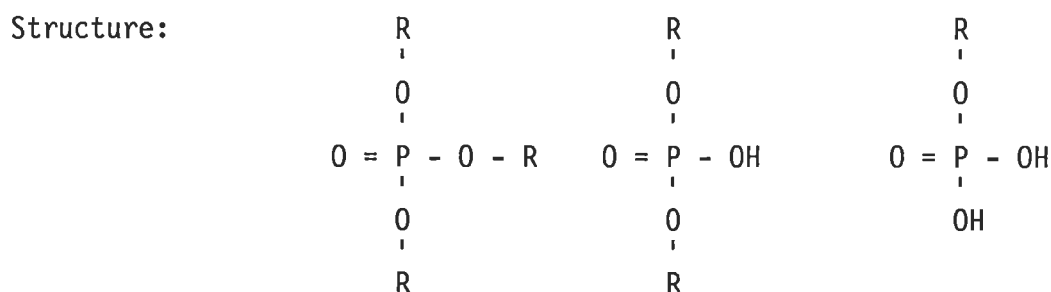 Structure: R R R
O O O
O = P - O - R O = P - OH O = P - OH
O O OH
R R